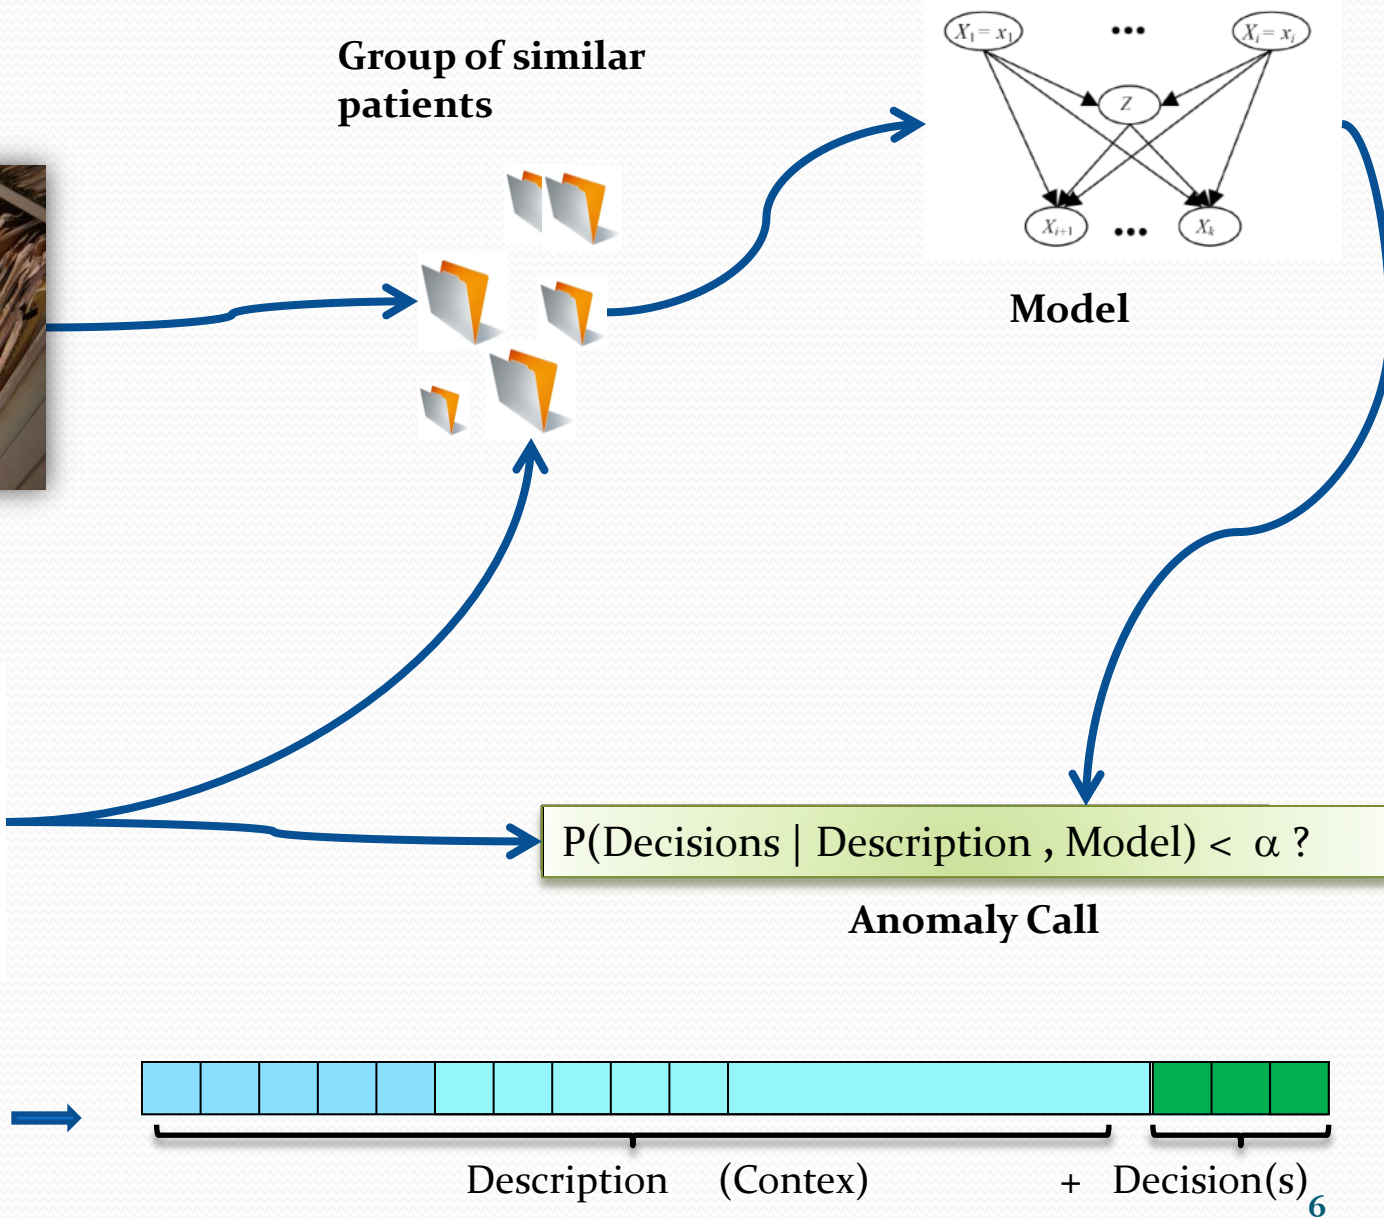 Group of similar
patients
X₁ = x₁ ••• Xᵢ = xᵢ
Z
Xᵢ₊₁ ••• Xₖ
Model
P(Decisions | Description , Model) < α ?
Anomaly Call
Description (Contex) + Decision(s)
6